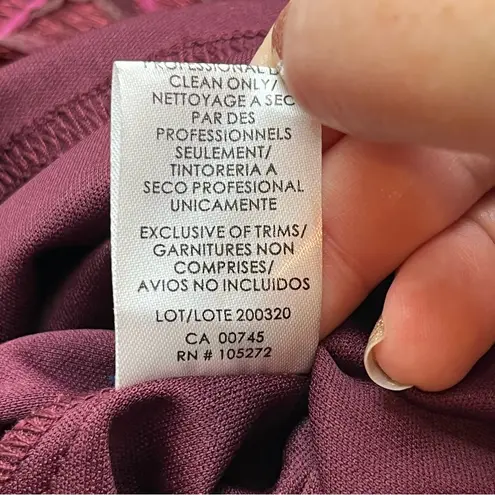 PROFESSIONAL D
CLEAN ONLY/
NETTOYAGE A SEC
PAR DES
PROFESSIONNELS
SEULEMENT/
TINTORERIA A
SECO PROFESIONAL
UNICAMENTE
EXCLUSIVE OF TRIMS/
GARNITURES NON
COMPRISES/
AVIOS NO INCLUIDOS
LOT/LOTE 200320
CA 00745
RN # 105272